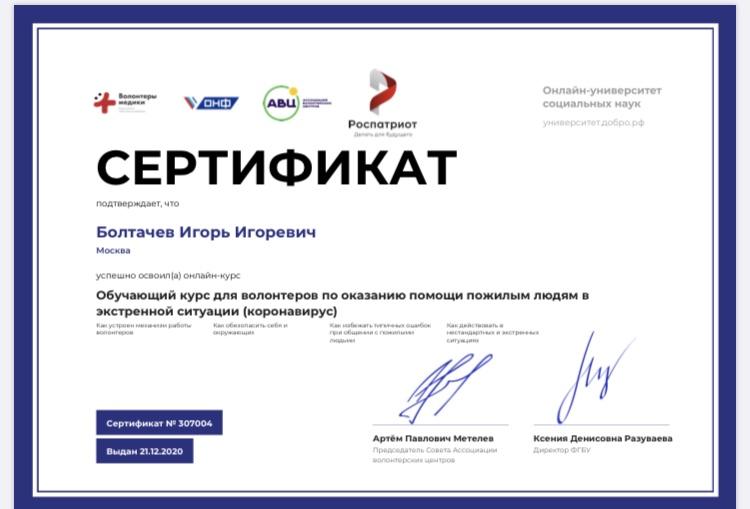 Волонтеры
медики
ОНФ
АВЦ
АССОЦИАЦИЯ
ВОЛОНТЕРСКИХ
ЦЕНТРОВ
Роспатриот
Делать для будущего
Онлайн-университет
социальных наук
университет.добро.рф
СЕРТИФИКАТ
подтверждает, что
Болтачев Игорь Игоревич
Москва
успешно освоил(а) онлайн-курс
Обучающий курс для волонтеров по оказанию помощи пожилым людям в
экстренной ситуации (коронавирус)
Как устроен механизм работы
волонтеров
Как обезопасить себя и
окружающих
Как избежать типичных ошибок
при общении с пожилыми
людьми
Как действовать в
нестандартных и экстренных
ситуациях
Сертификат № 307004
Выдан 21.12.2020
Артём Павлович Метелев
Председатель Совета Ассоциации
волонтерских центров
Ксения Денисовна Разуваева
Директор ФГБУ